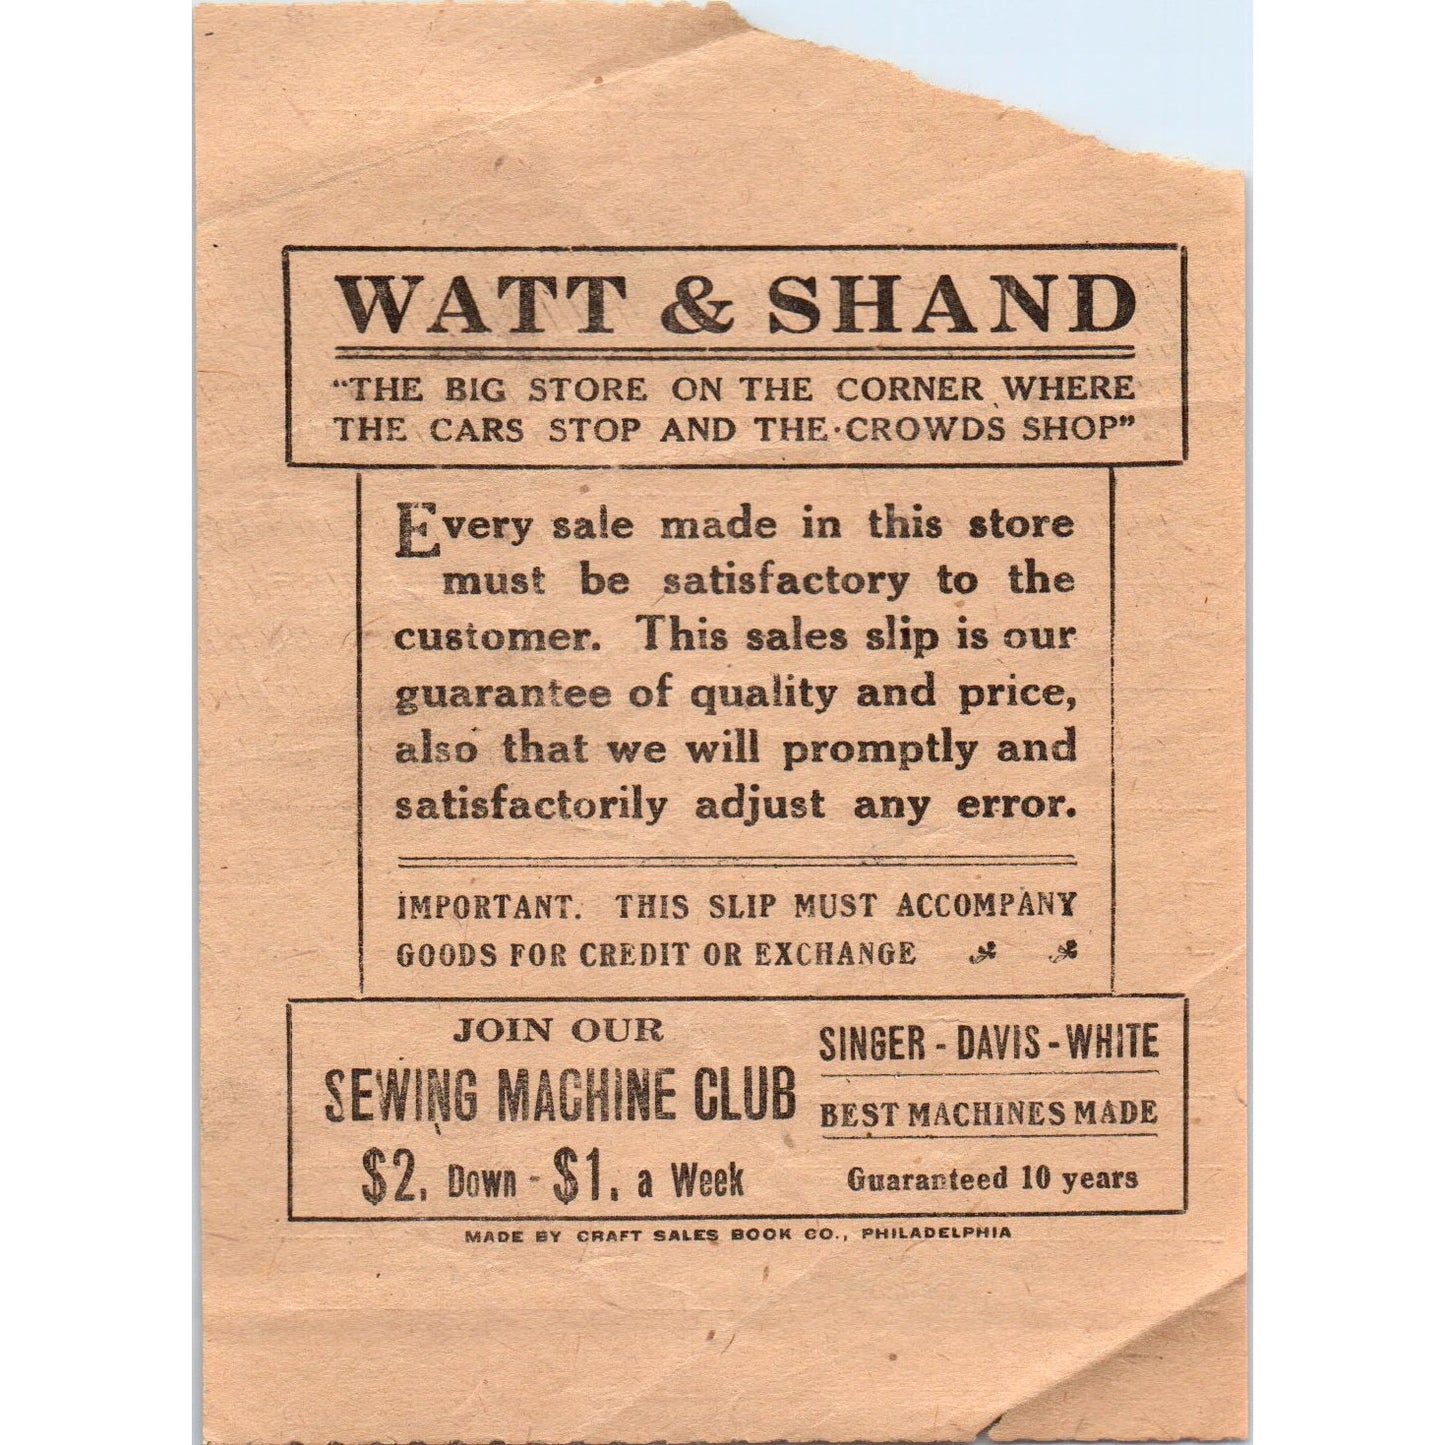 WATT & SHAND
"THE BIG STORE ON THE CORNER WHERE
THE CARS STOP AND THE CROWDS SHOP"
Every sale made in this store
must be satisfactory to the
customer. This sales slip is our
guarantee of quality and price,
also that we will promptly and
satisfactorily adjust any error.
IMPORTANT. THIS SLIP MUST ACCOMPANY
GOODS FOR CREDIT OR EXCHANGE
JOIN OUR
SEWING MACHINE CLUB
$2. Down - $1. a Week
SINGER - DAVIS - WHITE
BEST MACHINES MADE
Guaranteed 10 years
MADE BY CRAFT SALES BOOK CO., PHILADELPHIA